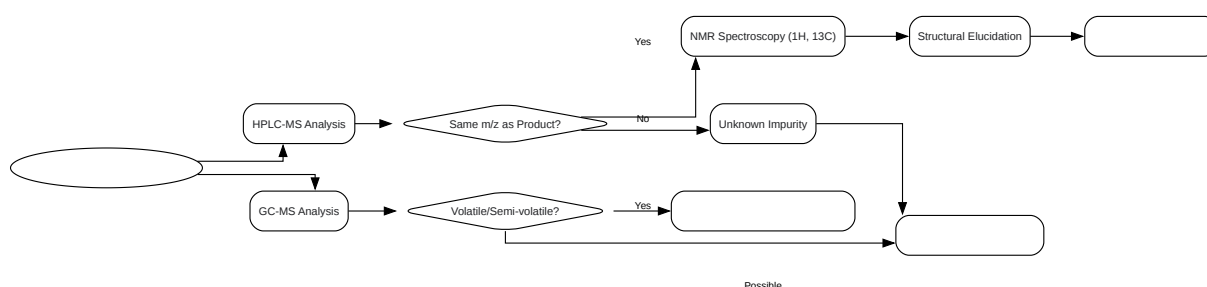 Yes
NMR Spectroscopy (1H, 13C)
Structural Elucidation
HPLC-MS Analysis
Same m/z as Product?
No
Unknown Impurity
GC-MS Analysis
Volatile/Semi-volatile?
Yes
Possible